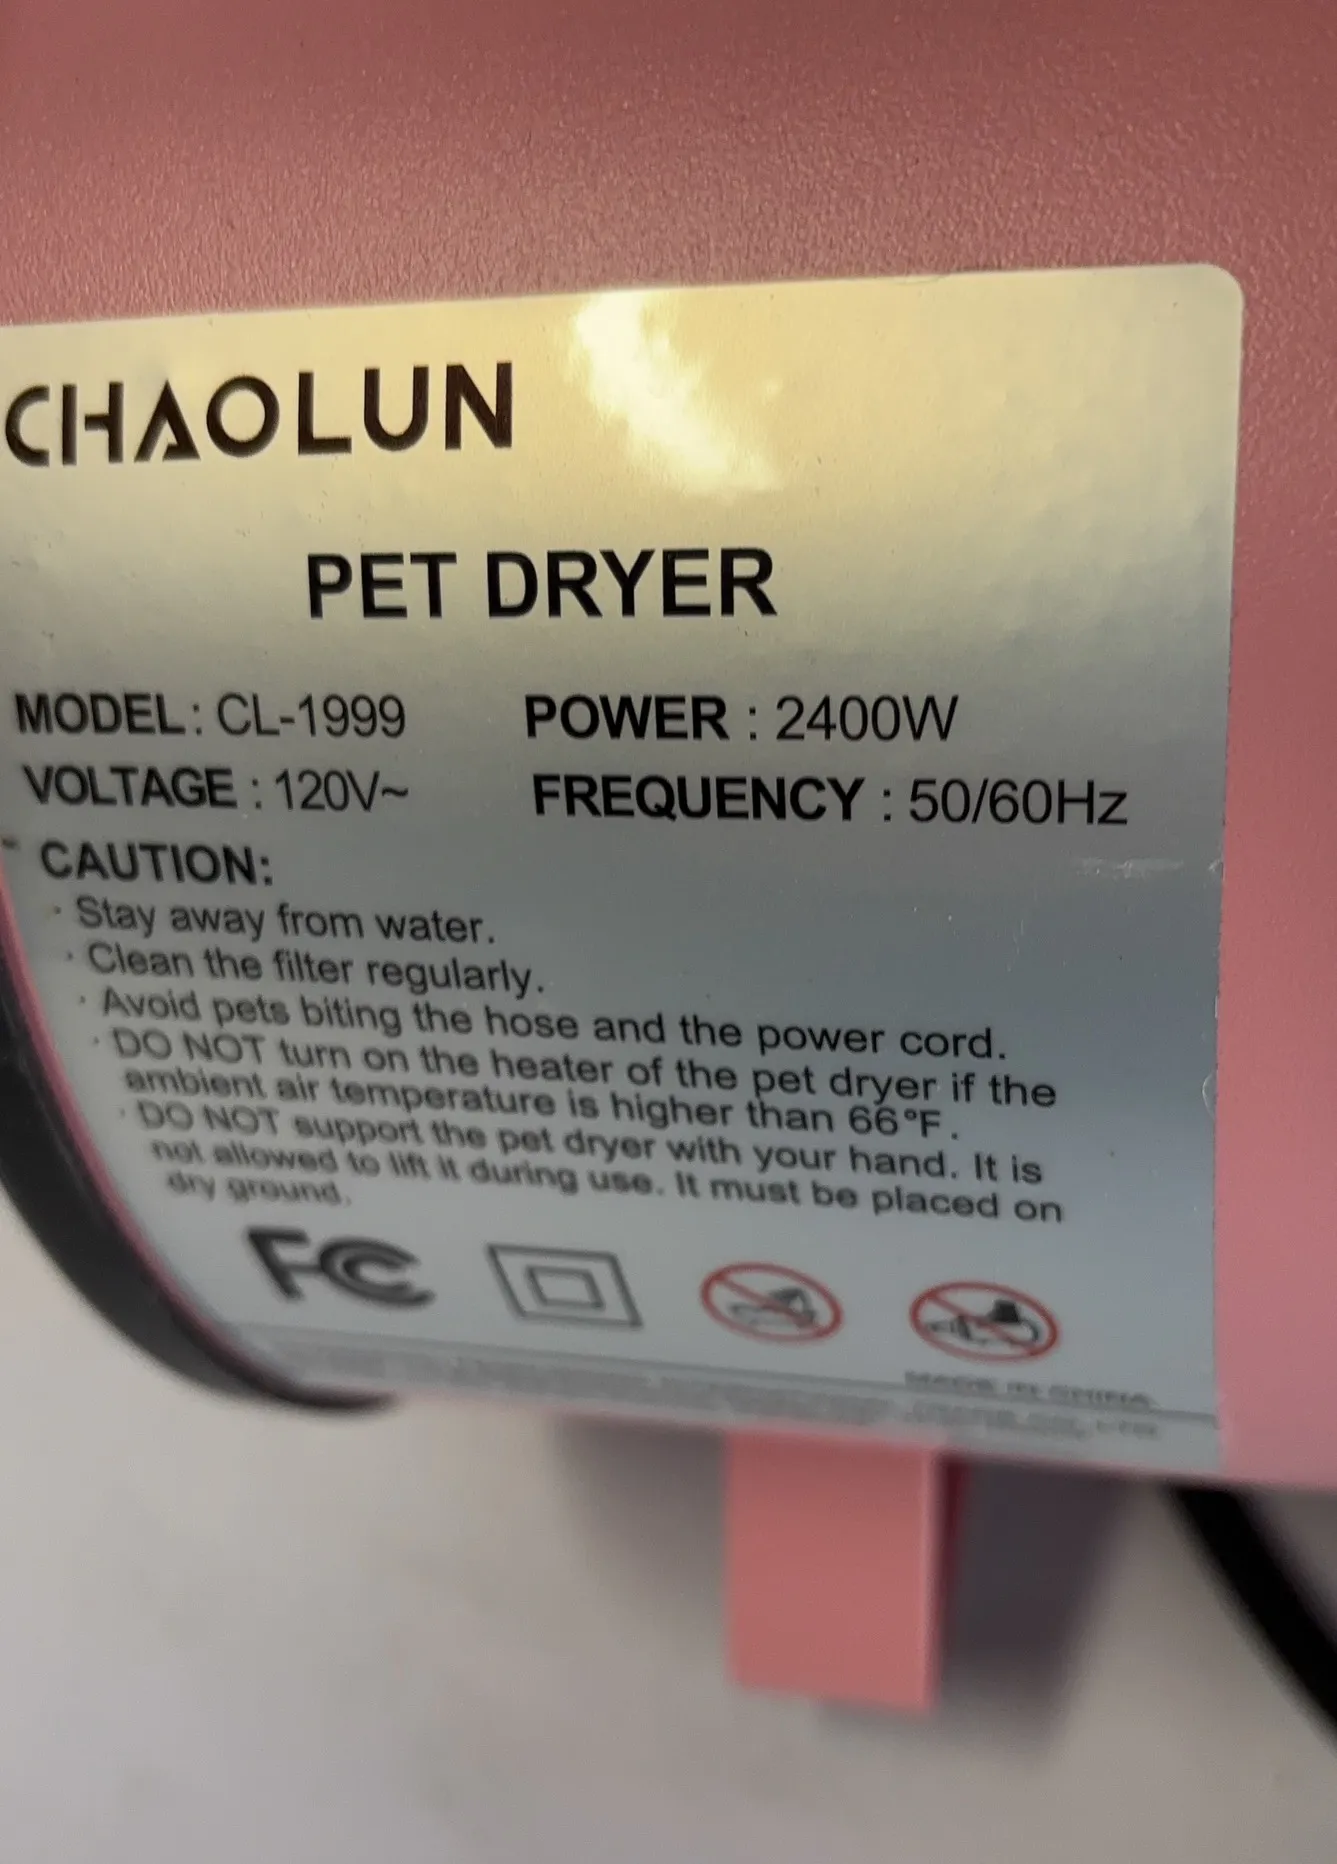 CHAOLUN
PET DRYER
MODEL: CL-1999 POWER : 2400W
VOLTAGE : 120V~ FREQUENCY : 50/60Hz
CAUTION:
· Stay away from water.
· Clean the filter regularly.
· Avoid pets biting the hose and the power cord.
· DO NOT turn on the heater of the pet dryer if the
ambient air temperature is higher than 66°F.
· DO NOT support the pet dryer with your hand. It is
not allowed to lift it during use. It must be placed on
dry ground.
FC
MADE IN CHINA